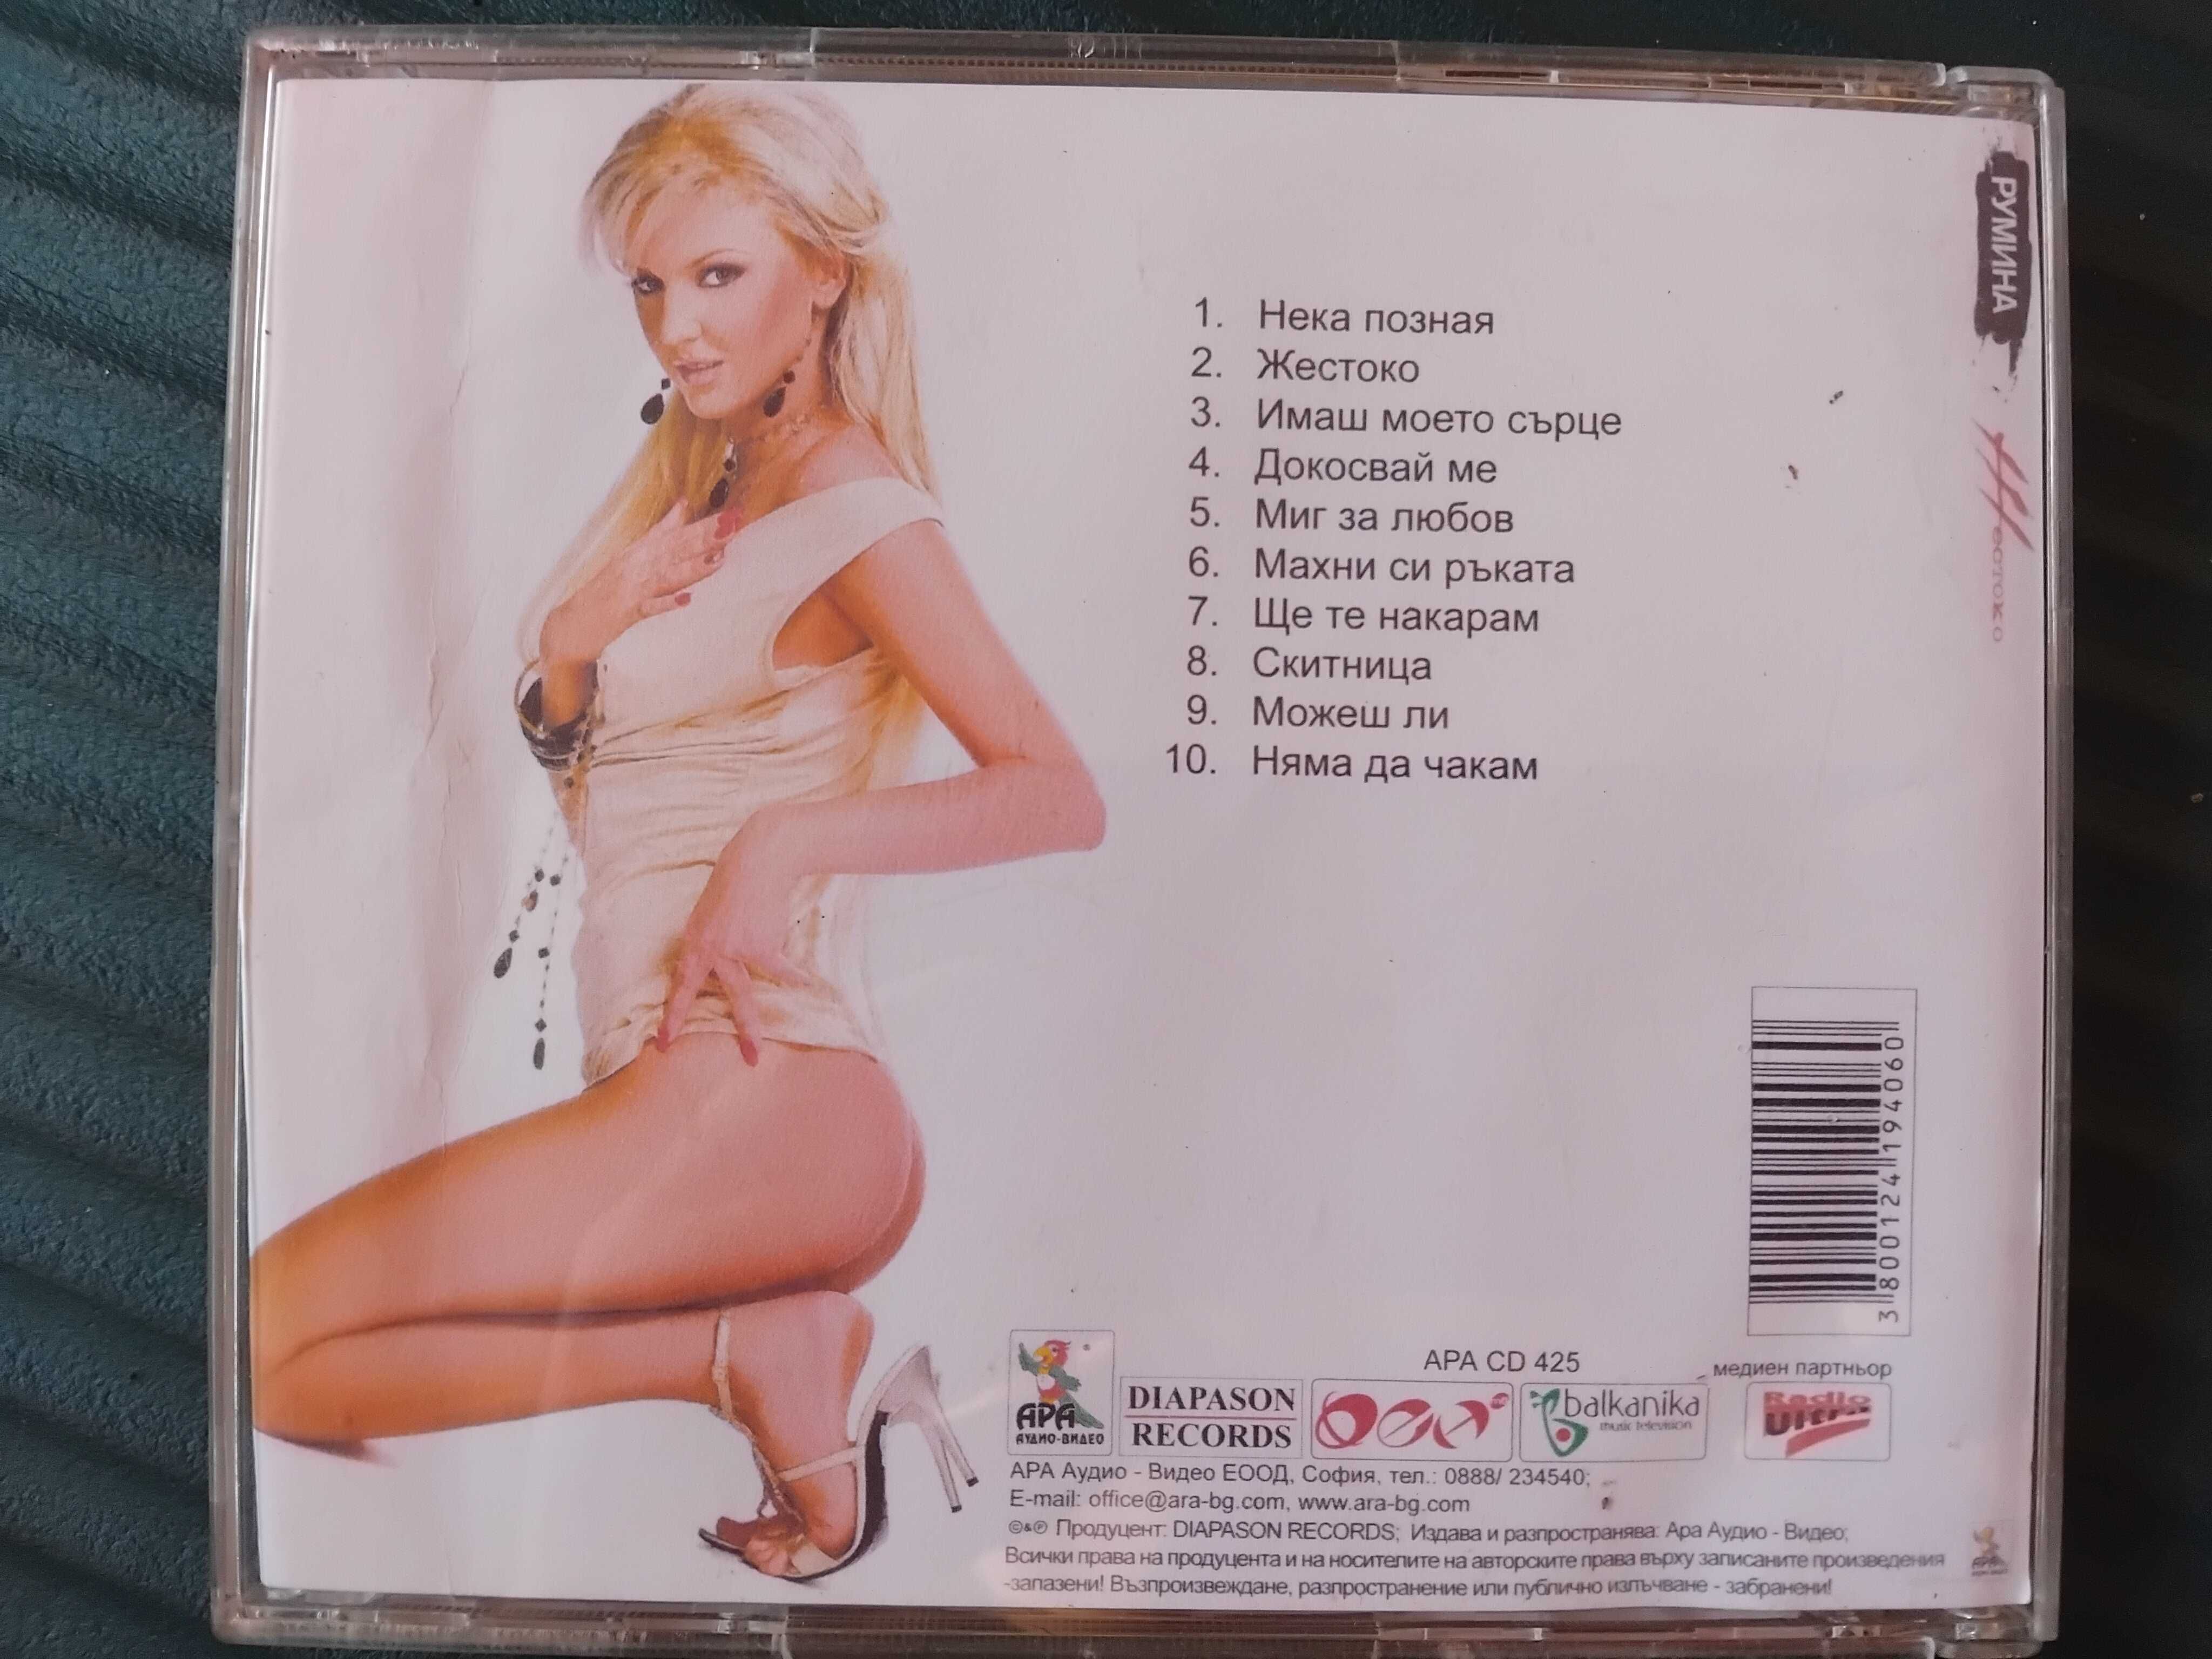 РУМИНА
Жестоко
1. Нека позная
2. Жестоко
3. Имаш моето сърце
4. Докосвай ме
5. Миг за любов
6. Махни си ръката
7. Ще те накарам
8. Скитница
9. Можеш ли
10. Няма да чакам
3800124194060
АРА CD 425
медиен партньор
АРА
АУДИО-ВИДЕО
DIAPASON
RECORDS
balkanika
music television
Radio
Ultra
АРА Аудио - Видео ЕООД, София, тел.: 0888/ 234540;
E-mail: office@ara-bg.com, www.ara-bg.com
©&℗ Продуцент: DIAPASON RECORDS; Издава и разпространява: Ара Аудио - Видео;
Всички права на продуцента и на носителите на авторските права върху записаните произведения
-запазени! Възпроизвеждане, разпространение или публично излъчване - забранени!
АРА